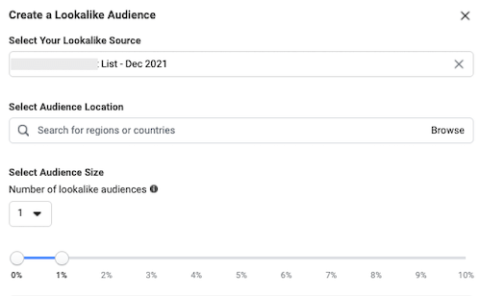 Create a Lookalike Audience
Select Your Lookalike Source
: List - Dec 2021
Select Audience Location
Search for regions or countries Browse
Select Audience Size
Number of lookalike audiences
1
0% 1% 2% 3% 4% 5% 6% 7% 8% 9% 10%